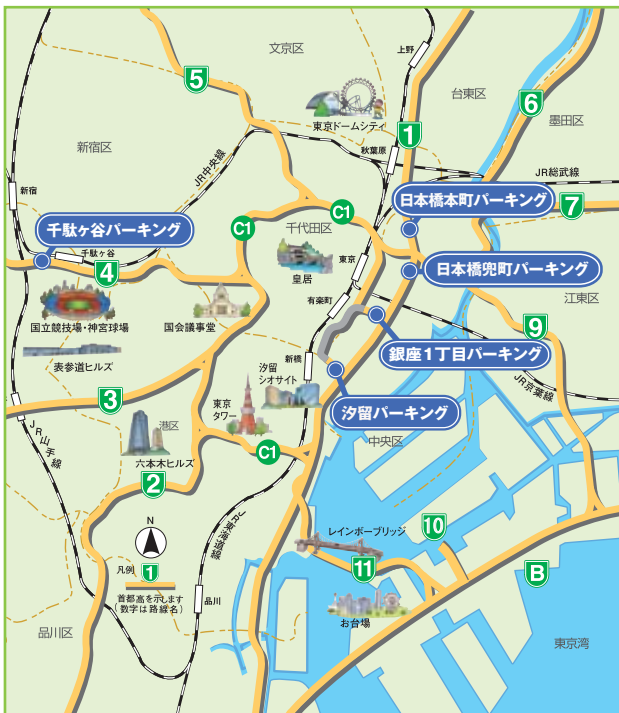 文京区
上野
台東区
5
6
東京ドームシティ
1
墨田区
新宿区
秋葉原
JR中央線
JR総武線
新宿
日本橋本町パーキング
7
C1
C1
千代田区
千駄ヶ谷パーキング
千駄ヶ谷
4
皇居
東京
日本橋兜町パーキング
江東区
国立競技場・神宮球場
国会議事堂
有楽町
9
表参道ヒルズ
新橋
汐留
シオサイト
銀座1丁目パーキング
JR京葉線
3
東京
タワー
汐留パーキング
JR山手線
港区
六本木ヒルズ
C1
中央区
2
JR東海道線
N
レインボーブリッジ
10
凡例
1
11
B
首都高を示します
(数字は路線名)
品川
お台場
品川区
東京湾